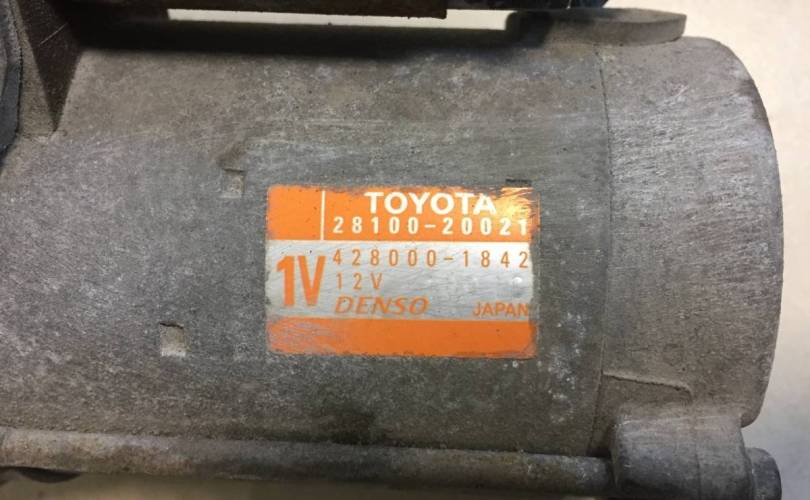 TOYOTA
28100-20021
1V
428000-1842
12V
DENSO JAPAN